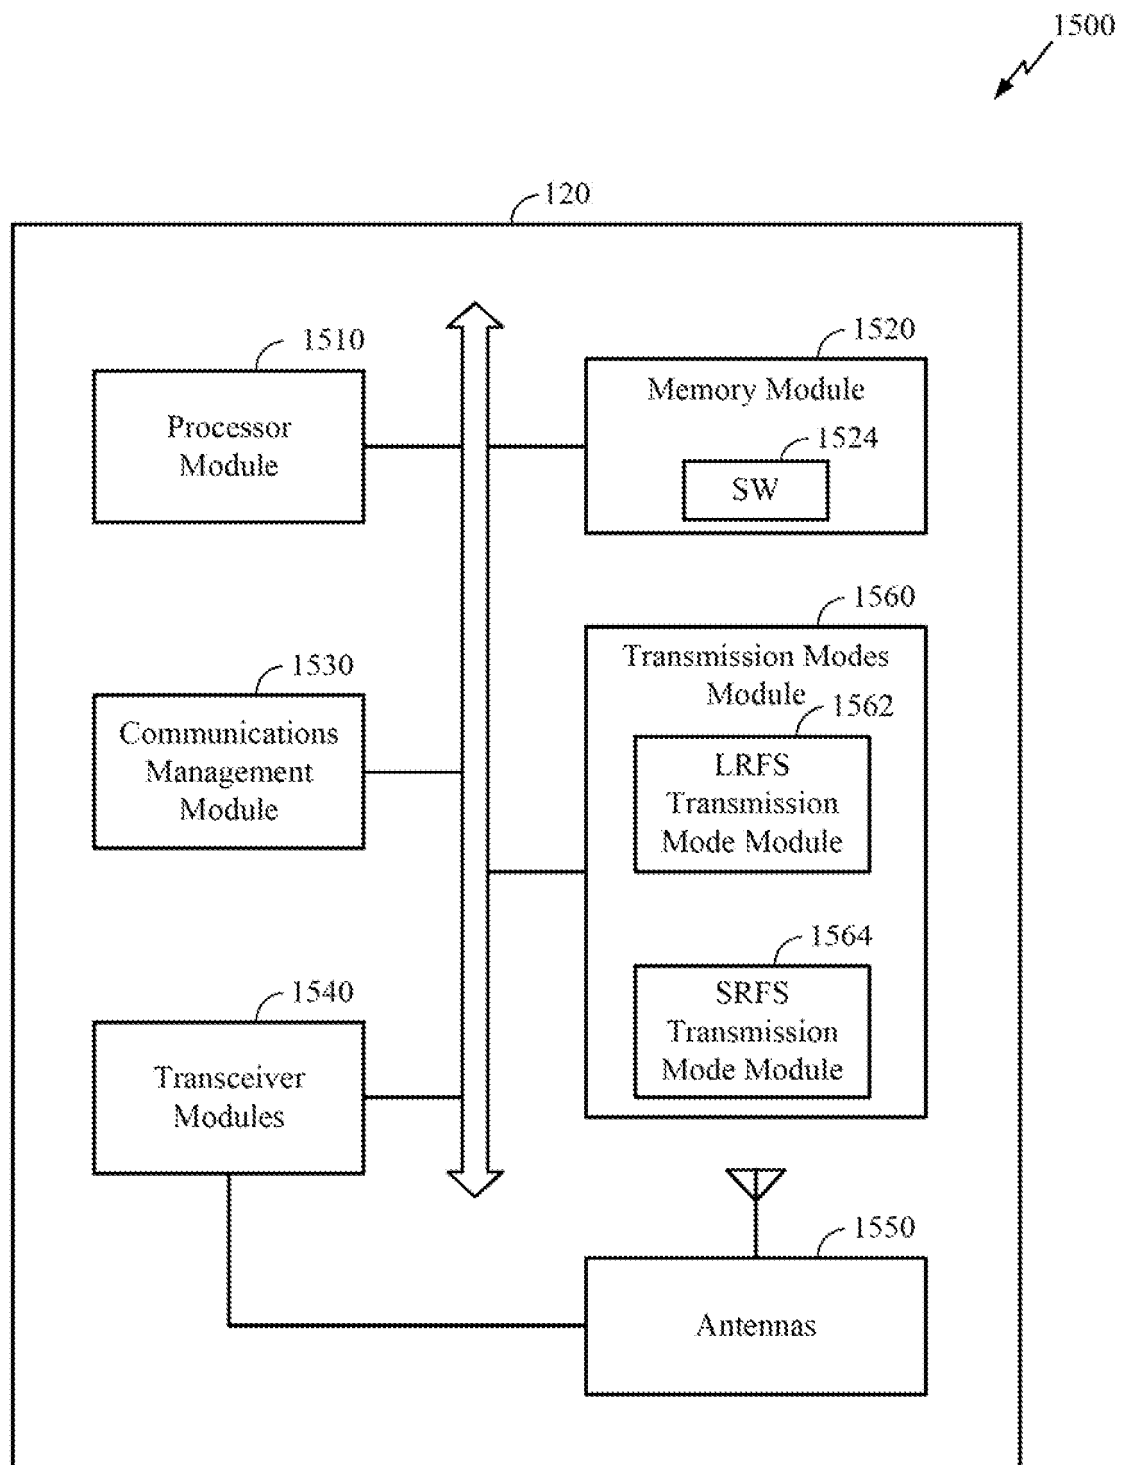 1500
120
1510
Processor
Module
1520
Memory Module
1524
SW
1530
Communications
Management
Module
1560
Transmission Modes
Module
1562
LRFS
Transmission
Mode Module
1564
SRFS
Transmission
Mode Module
1540
Transceiver
Modules
1550
Antennas